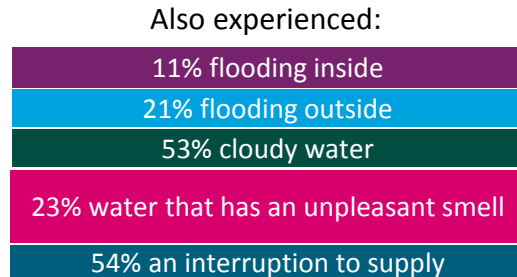 Also experienced:
11% flooding inside
21% flooding outside
53% cloudy water
23% water that has an unpleasant smell
54% an interruption to supply